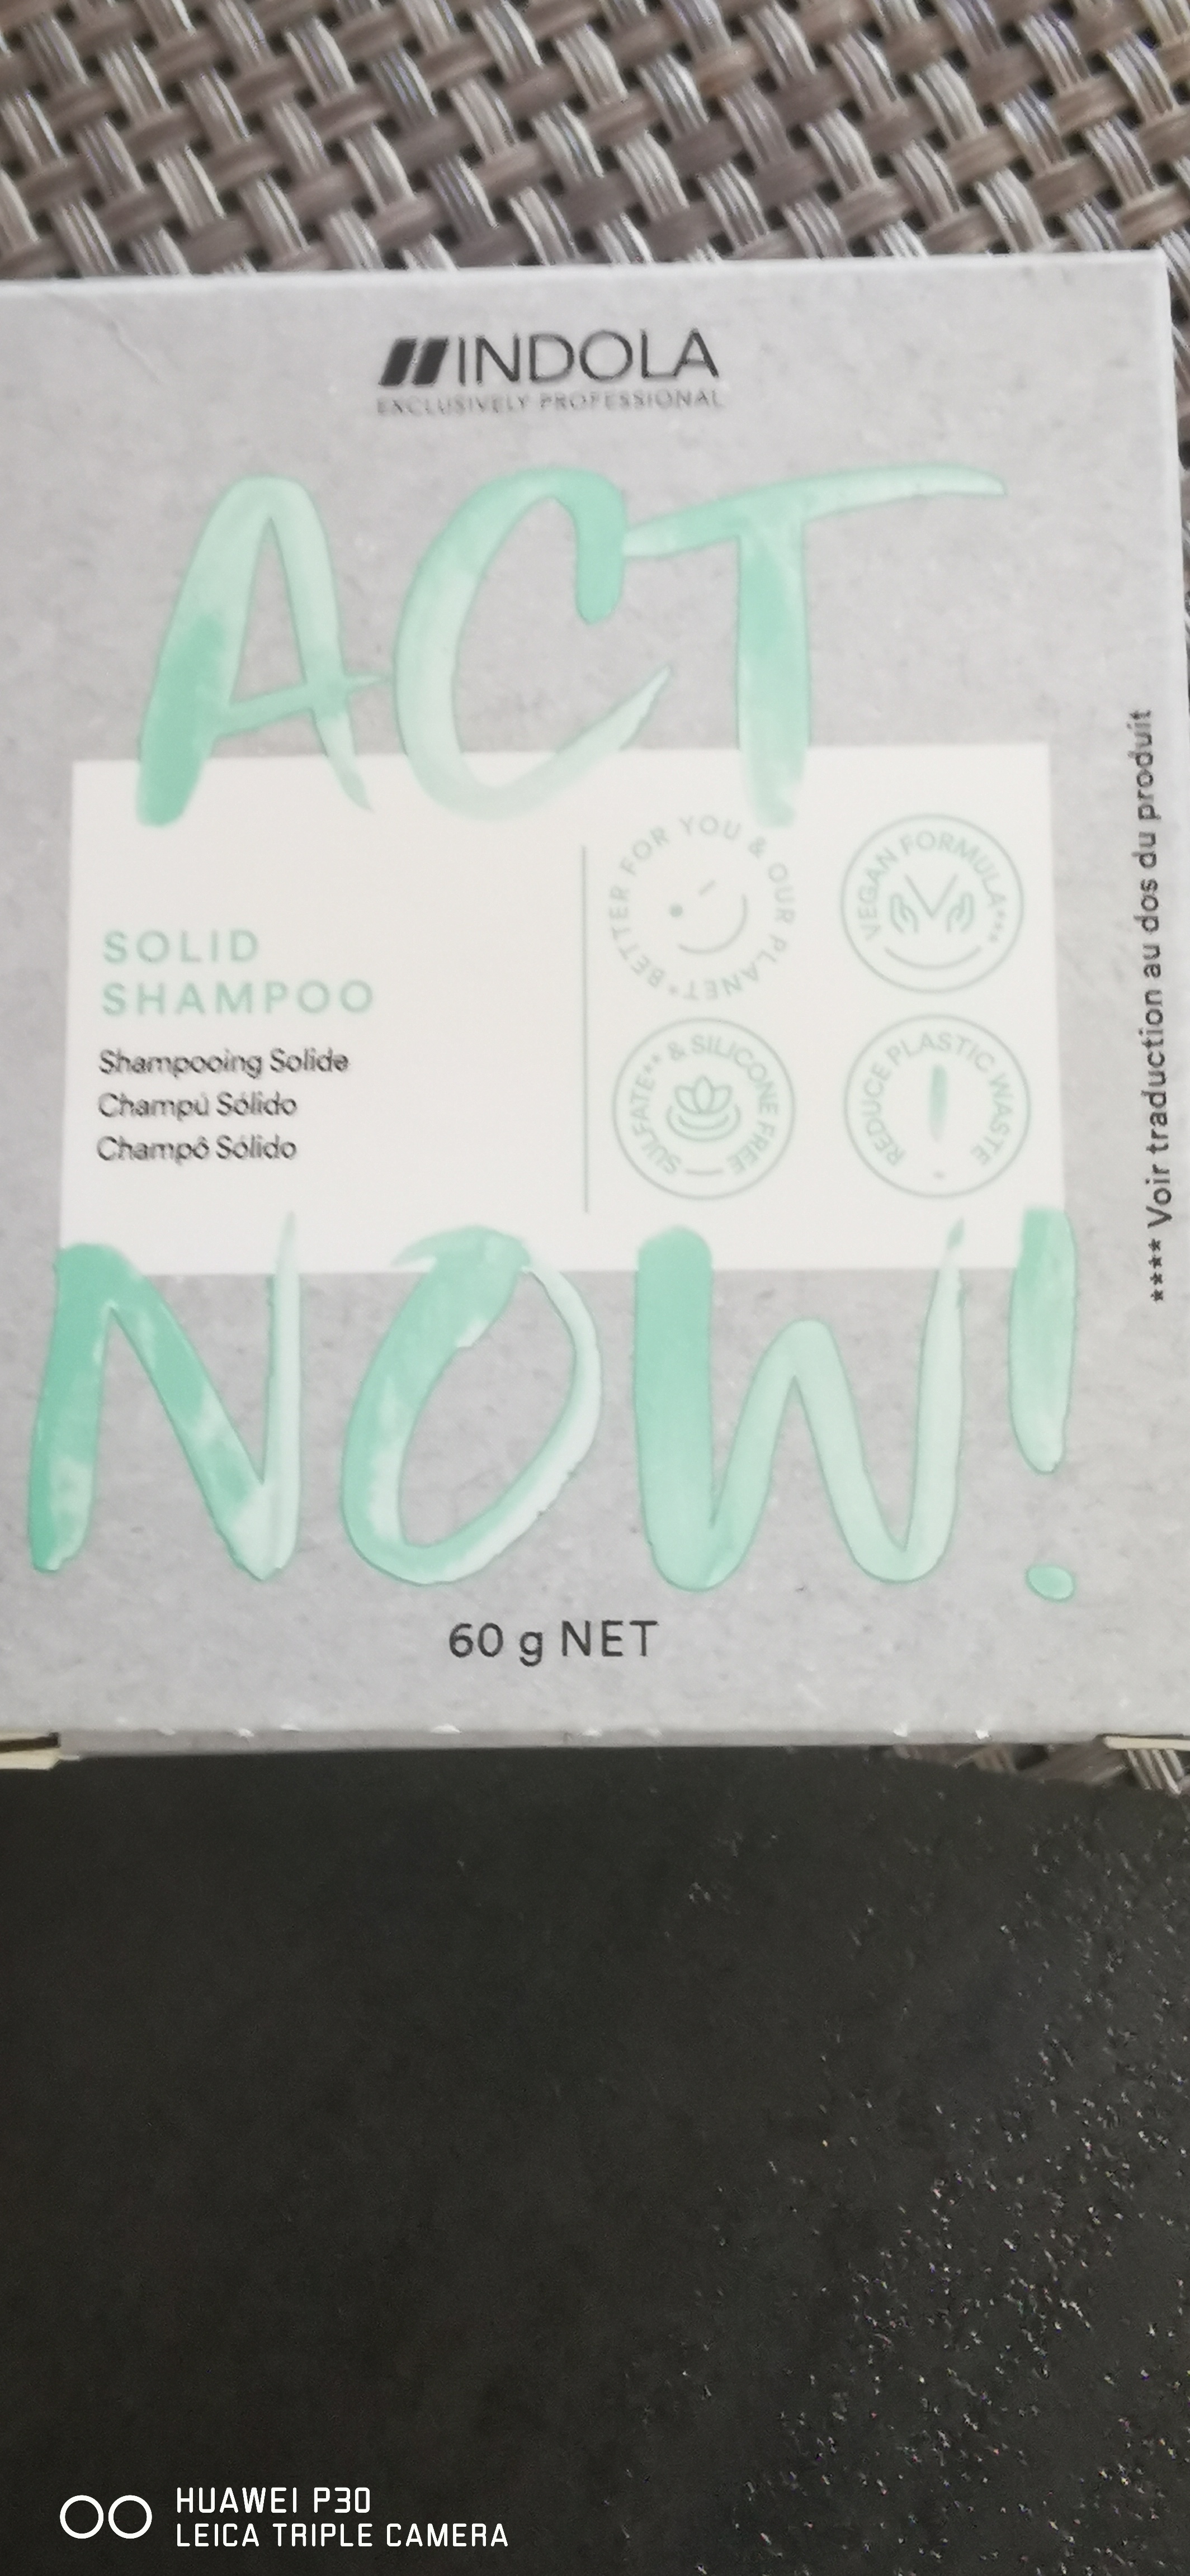 INDOLA
EXCLUSIVELY PROFESSIONAL
ACT
SOLID
SHAMPOO
Shampooing Solide
Champú Sólido
Champô Sólido
BETTER FOR YOU & OUR PLANET*
VEGAN FORMULA***
SULFATE** & SILICONE FREE
REDUCE PLASTIC WASTE
NOW!
60 g NET
**** Voir traduction au dos du produit
HUAWEI P30
LEICA TRIPLE CAMERA